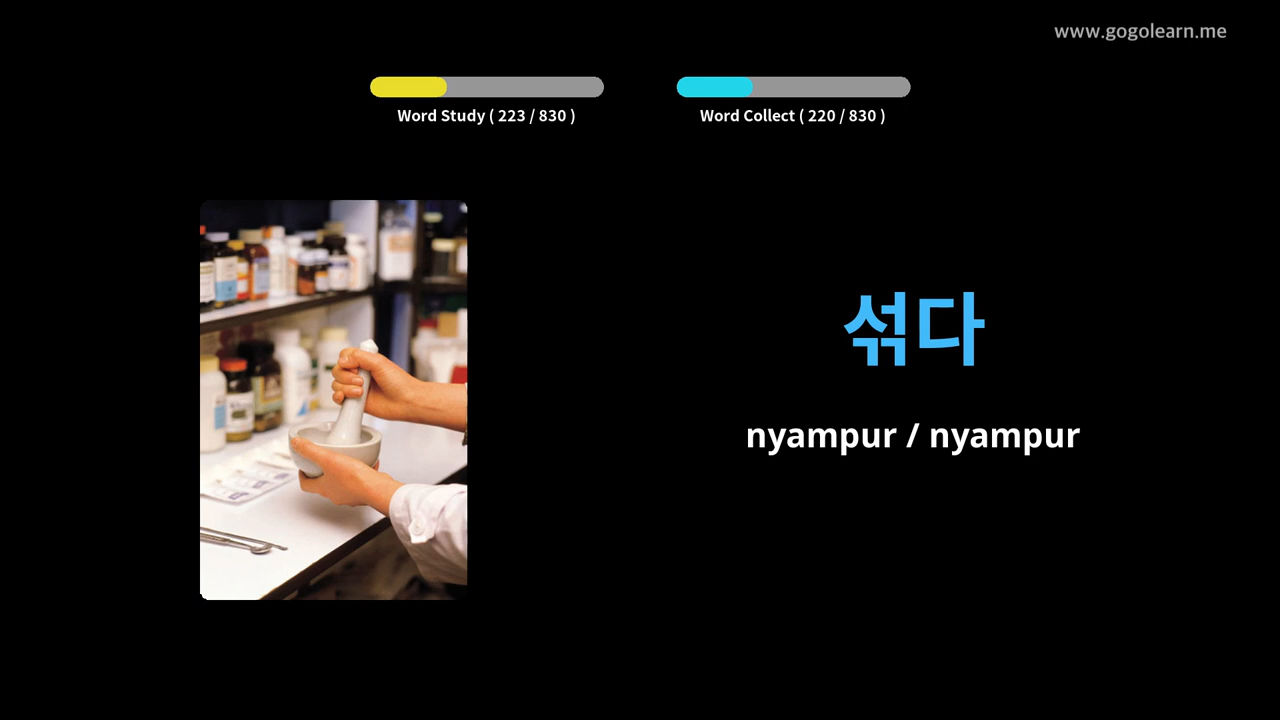 www.gogolearn.me
Word Study ( 223 / 830 )
Word Collect ( 220 / 830 )
섞다
nyampur / nyampur